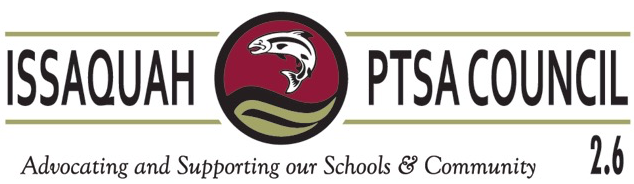 ISSAQUAH PTSA COUNCIL
2.6
Advocating and Supporting our Schools & Community